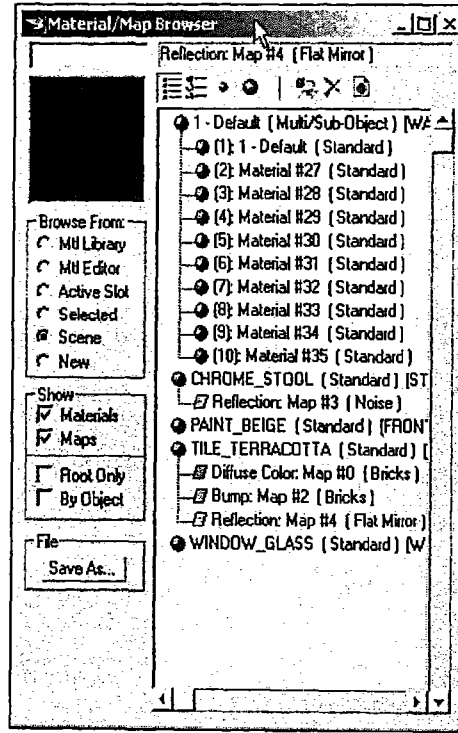 Material/Map Browser
Reflection: Map #4 (Flat Mirror)
1 - Default (Multi/Sub-Object) [WA
(1): 1 - Default (Standard)
(2): Material #27 (Standard)
(3): Material #28 (Standard)
(4): Material #29 (Standard)
(5): Material #30 (Standard)
(6): Material #31 (Standard)
(7): Material #32 (Standard)
(8): Material #33 (Standard)
(9): Material #34 (Standard)
(10): Material #35 (Standard)
CHROME_STOOL (Standard) [ST
Reflection: Map #3 (Noise)
PAINT_BEIGE (Standard) [FRON
TILE_TERRACOTTA (Standard) [
Diffuse Color: Map #0 (Bricks)
Bump: Map #2 (Bricks)
Reflection: Map #4 (Flat Mirror)
WINDOW_GLASS (Standard) [W
Browse From:
Mtl Library
Mtl Editor
Active Slot
Selected
Scene
New
Show
Materials
Maps
Root Only
By Object
File
Save As...